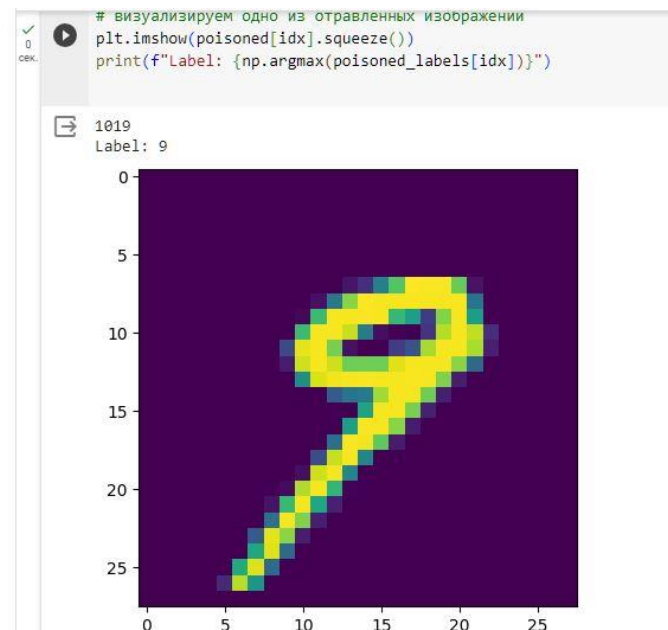 # визуализируем одно из отравленных изображений
0
сек.
plt.imshow(poisoned[idx].squeeze())
print(f"Label: {np.argmax(poisoned_labels[idx])}")
1019
Label: 9
0
5
10
15
20
25
0 5 10 15 20 25